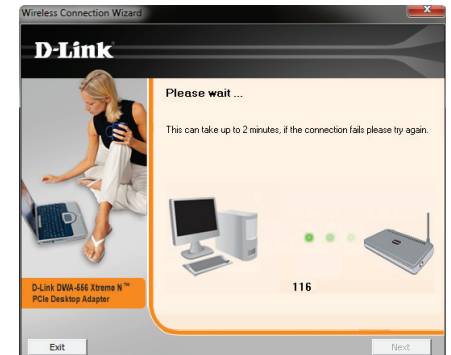 Wireless Connection Wizard
D-Link
Please wait ...
This can take up to 2 minutes, if the connection fails please try again.
116
D-Link DWA-556 Xtreme N™
PCIe Desktop Adapter
Exit
Next